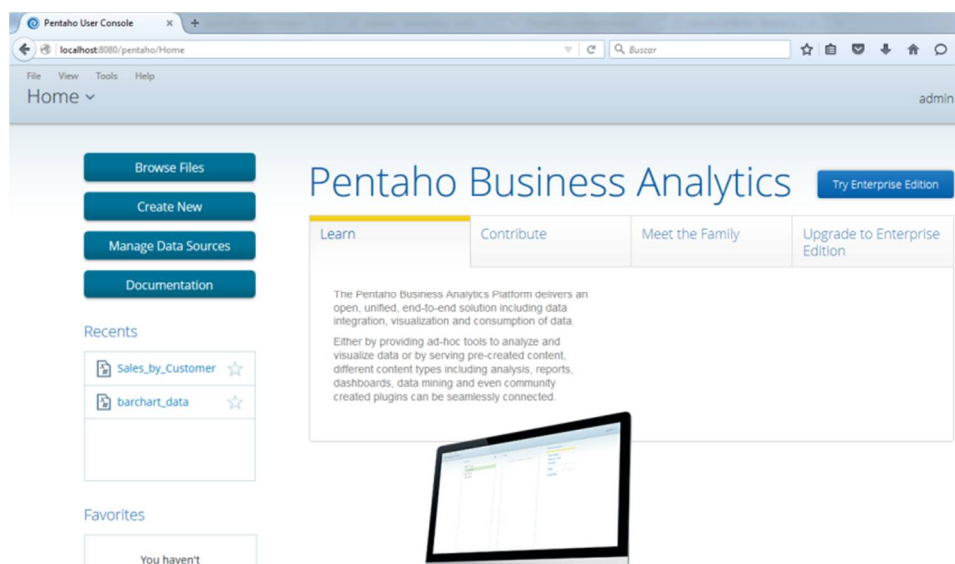 Pentaho User Console
localhost:8080/pentaho/Home
Buscar
File View Tools Help
Home
admin
Browse Files
Create New
Manage Data Sources
Documentation
Pentaho Business Analytics
Try Enterprise Edition
Learn
Contribute
Meet the Family
Upgrade to Enterprise
Edition
The Pentaho Business Analytics Platform delivers an
open, unified, end-to-end solution including data
integration, visualization and consumption of data.
Either by providing ad-hoc tools to analyze and
visualize data or by serving pre-created content,
different content types including analysis, reports,
dashboards, data mining and even community
created plugins can be seamlessly connected.
Recents
Sales_by_Customer
barchart_data
Favorites
You haven't